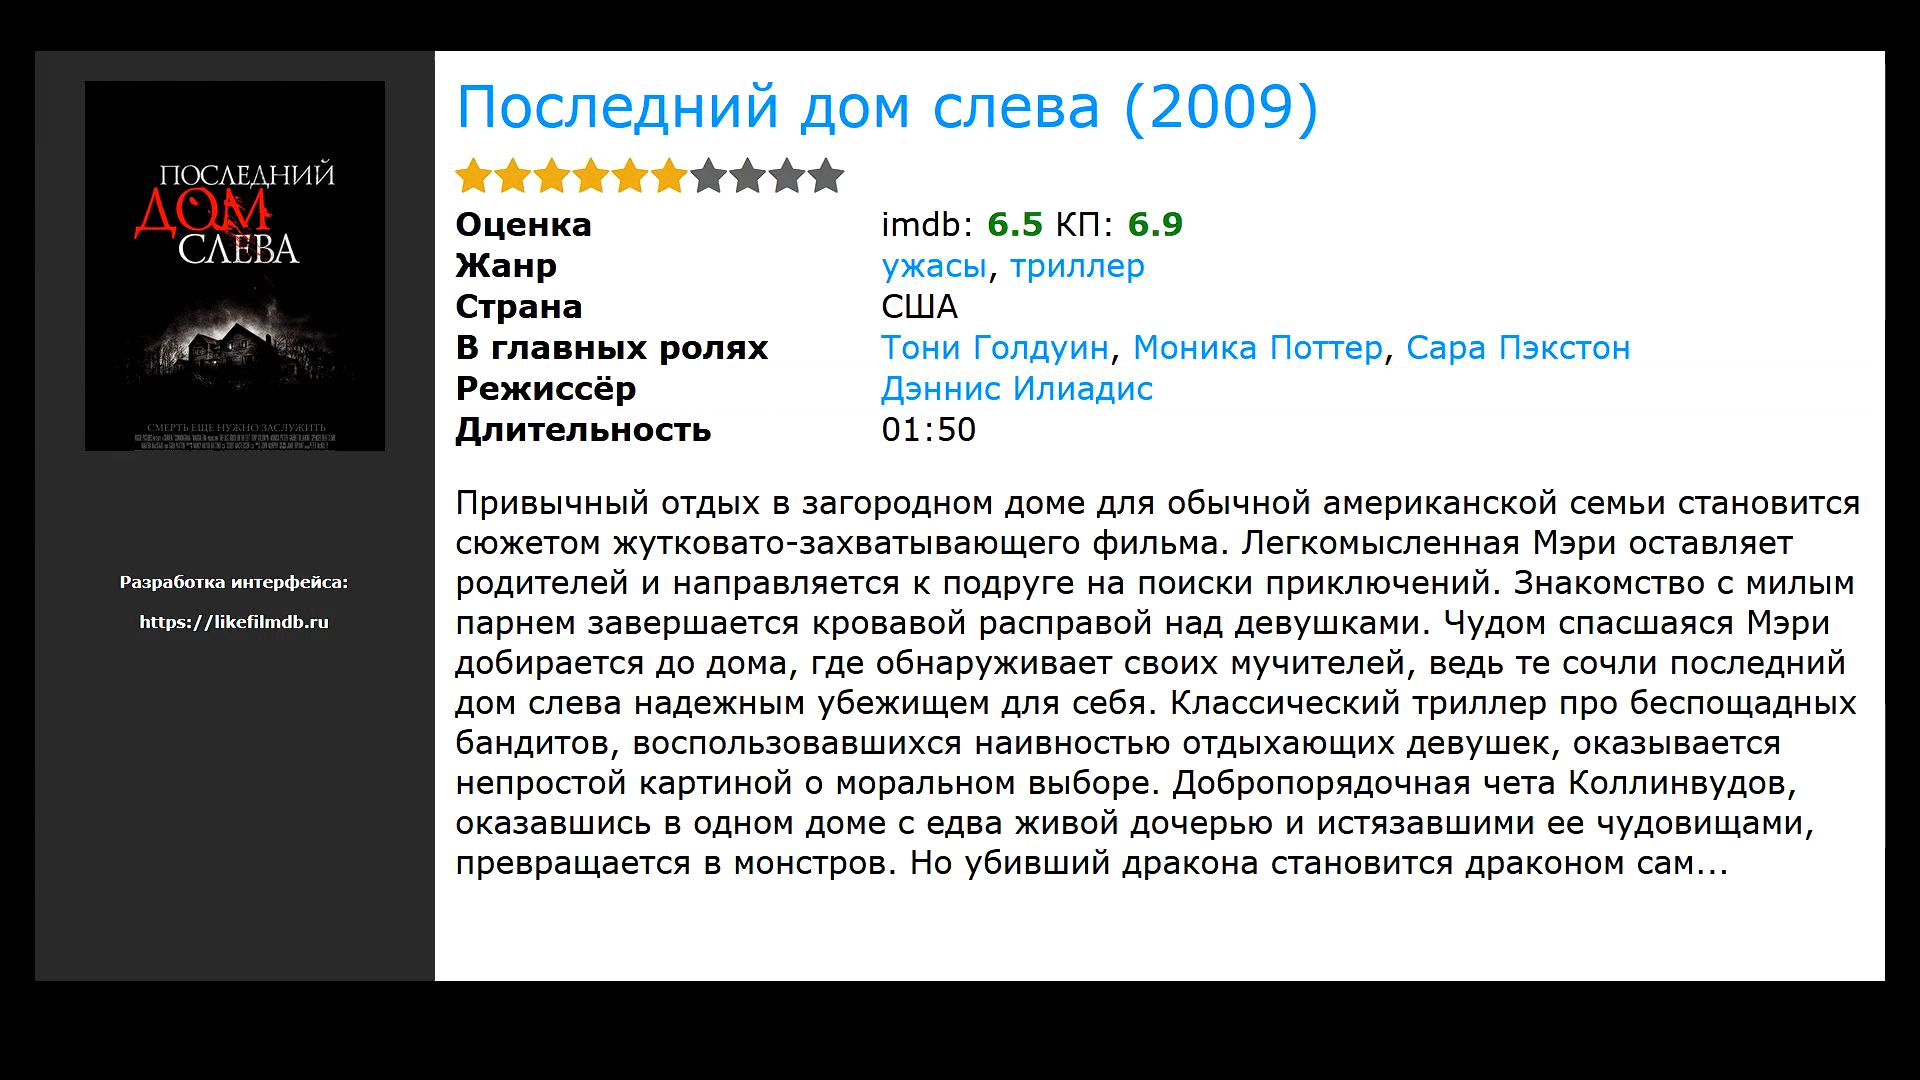 ПОСЛЕДНИЙ
ДОМ
СЛЕВА
СМЕРТЬ ЕЩЕ НУЖНО ЗАСЛУЖИТЬ
Разработка интерфейса:
https://likefilmdb.ru
Последний дом слева (2009)
Оценка imdb: 6.5 КП: 6.9
Жанр ужасы, триллер
Страна США
В главных ролях Тони Голдуин, Моника Поттер, Сара Пэкстон
Режиссёр Дэннис Илиадис
Длительность 01:50
Привычный отдых в загородном доме для обычной американской семьи становится
сюжетом жутковато-захватывающего фильма. Легкомысленная Мэри оставляет
родителей и направляется к подруге на поиски приключений. Знакомство с милым
парнем завершается кровавой расправой над девушками. Чудом спасшаяся Мэри
добирается до дома, где обнаруживает своих мучителей, ведь те сочли последний
дом слева надежным убежищем для себя. Классический триллер про беспощадных
бандитов, воспользовавшихся наивностью отдыхающих девушек, оказывается
непростой картиной о моральном выборе. Добропорядочная чета Коллинвудов,
оказавшись в одном доме с едва живой дочерью и истязавшими ее чудовищами,
превращается в монстров. Но убивший дракона становится драконом сам...